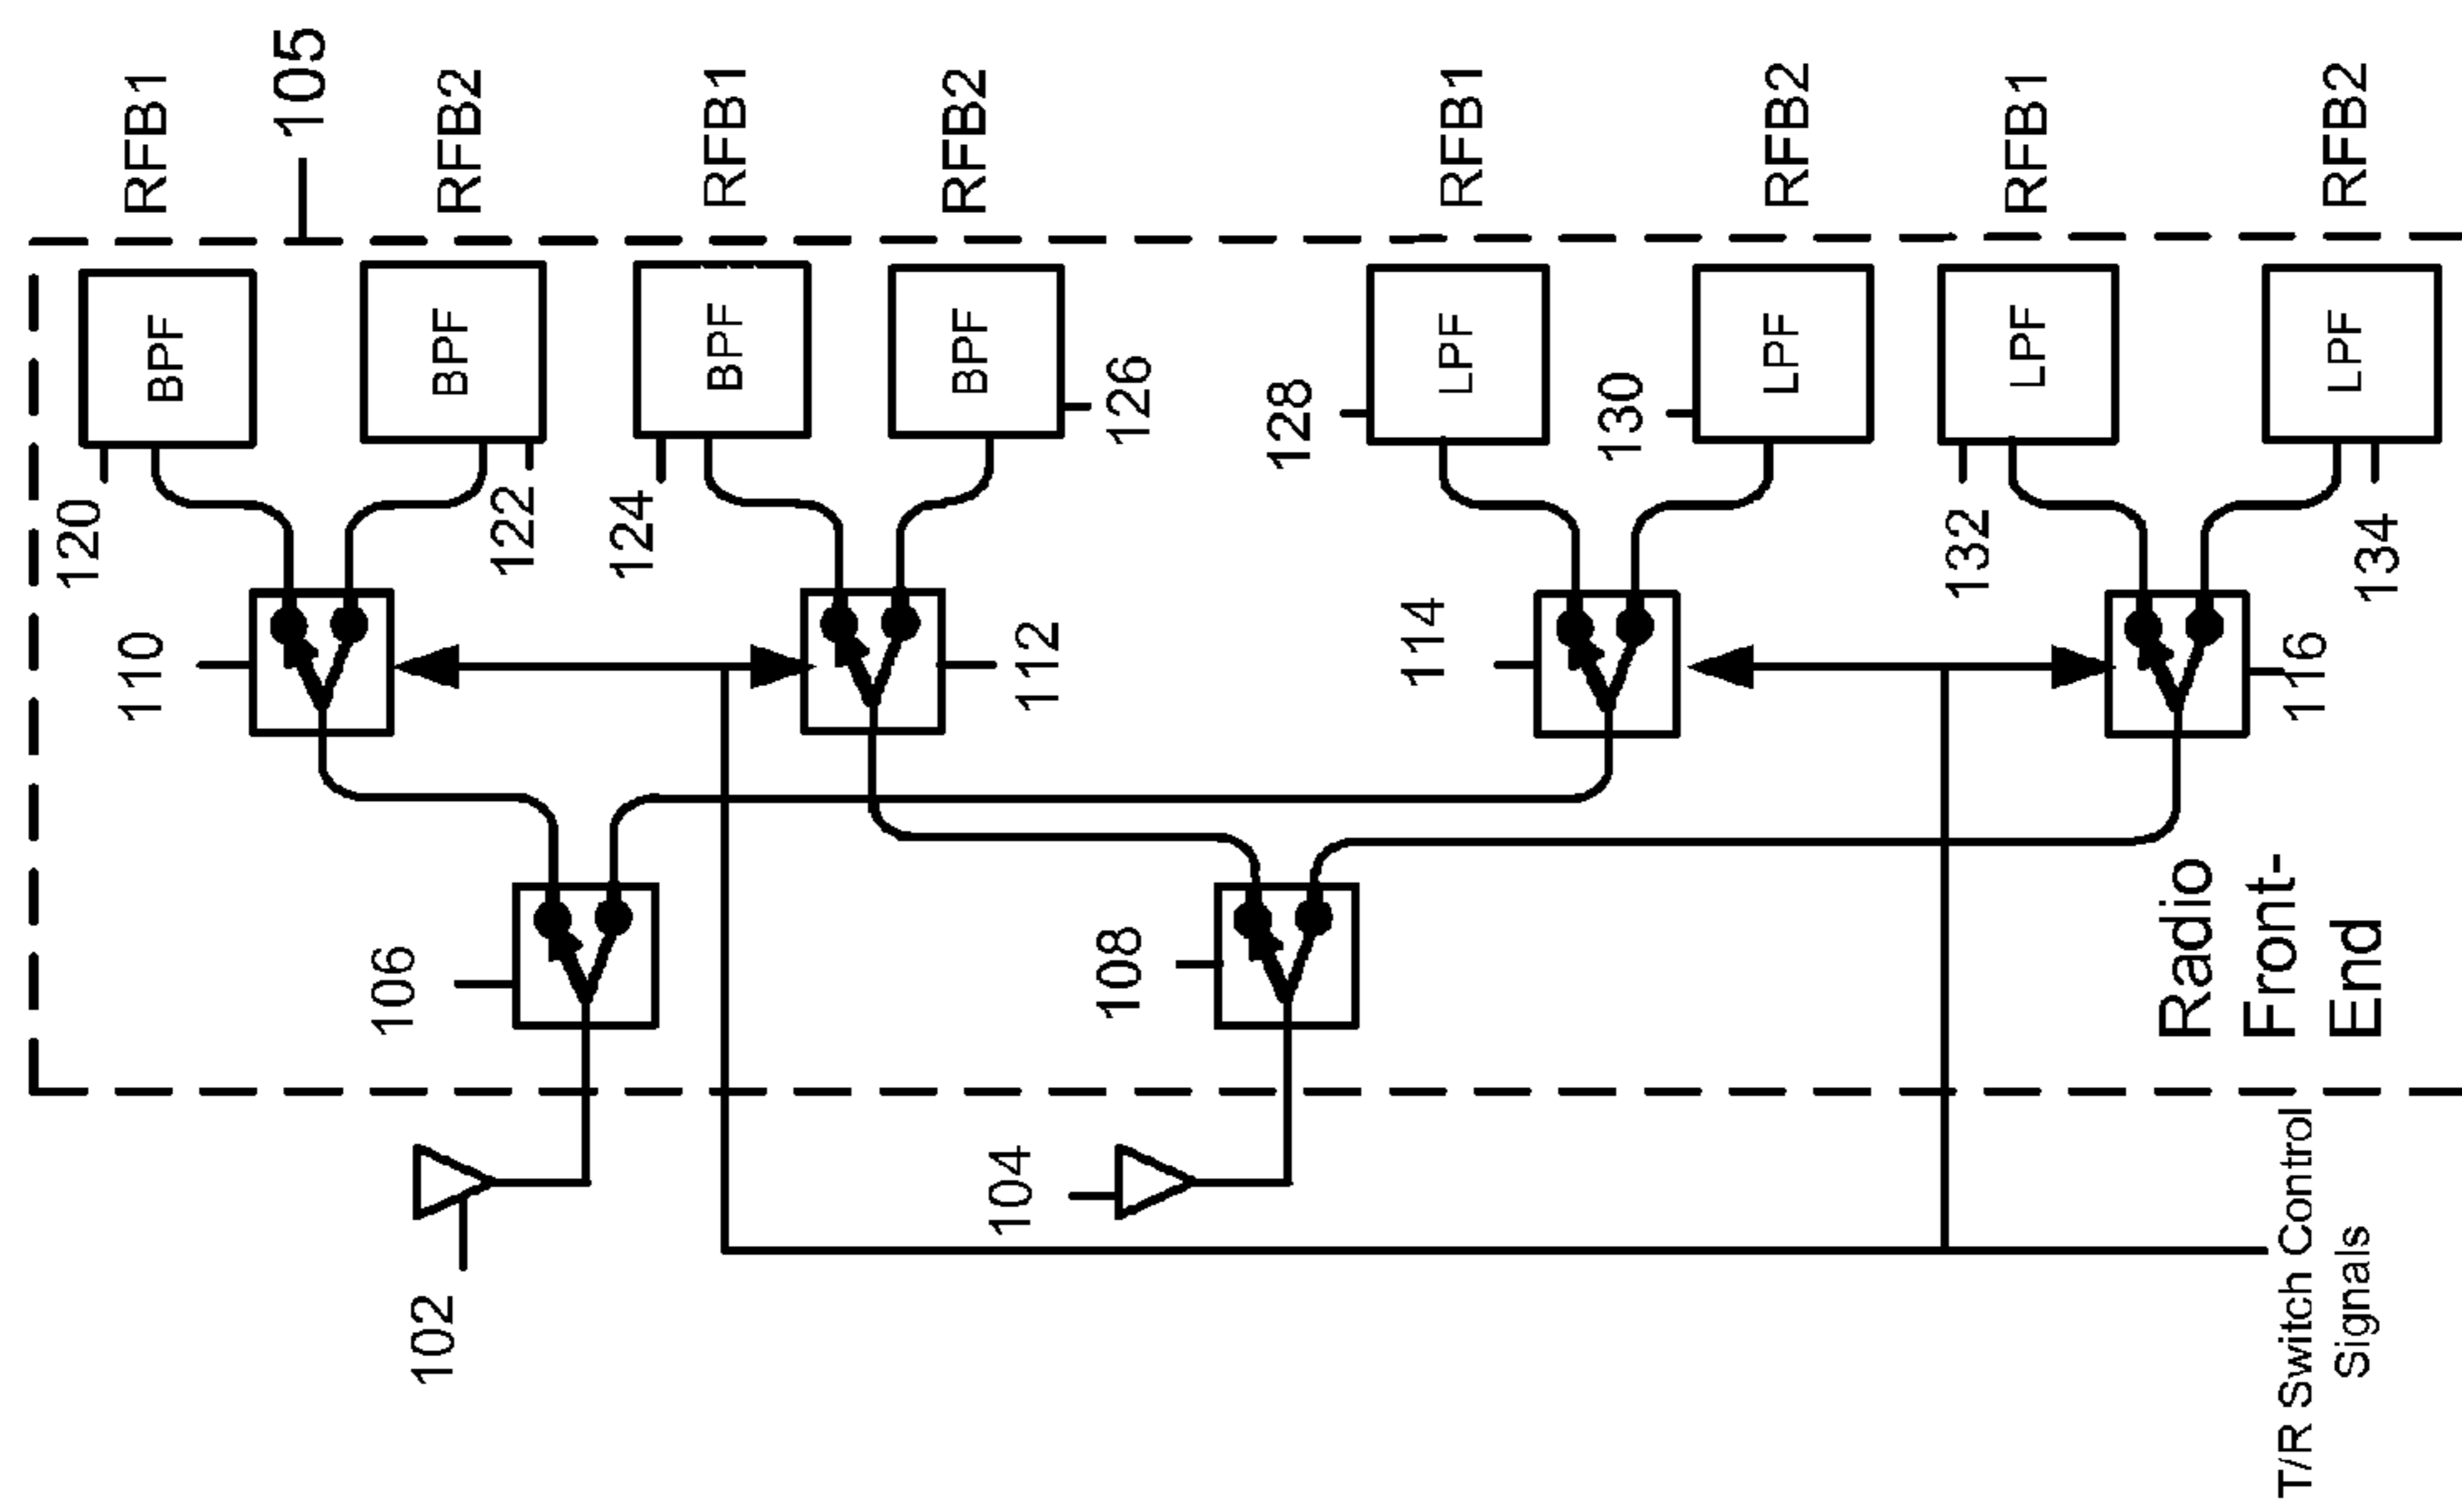 120
110
BPF
RFB1
105
106
102
BPF
RFB2
122
124
BPF
RFB1
BPF
RFB2
104
112
108
126
128
114
LPF
RFB1
130
LPF
RFB2
132
LPF
RFB1
Radio
Front-
End
T/R Switch Control
Signals
116
LPF
RFB2
134